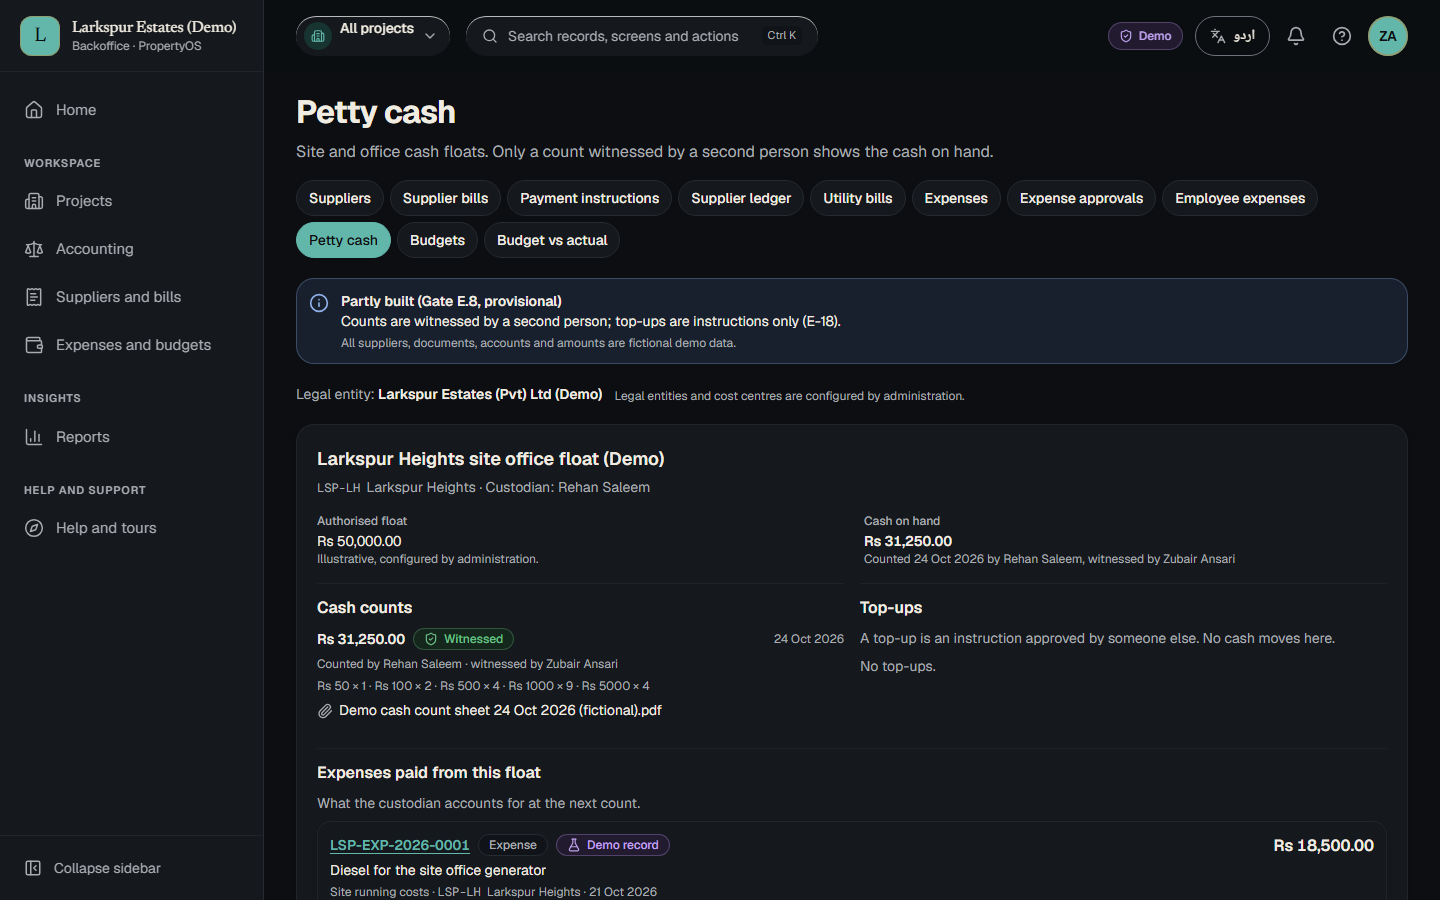 L
Larkspur Estates (Demo)
Backoffice · PropertyOS
All projects
Search records, screens and actions
Ctrl K
Demo
اردو
ZA
Home
WORKSPACE
Projects
Accounting
Suppliers and bills
Expenses and budgets
INSIGHTS
Reports
HELP AND SUPPORT
Help and tours
Collapse sidebar
Petty cash
Site and office cash floats. Only a count witnessed by a second person shows the cash on hand.
Suppliers
Supplier bills
Payment instructions
Supplier ledger
Utility bills
Expenses
Expense approvals
Employee expenses
Petty cash
Budgets
Budget vs actual
Partly built (Gate E.8, provisional)
Counts are witnessed by a second person; top-ups are instructions only (E-18).
All suppliers, documents, accounts and amounts are fictional demo data.
Legal entity: Larkspur Estates (Pvt) Ltd (Demo) Legal entities and cost centres are configured by administration.
Larkspur Heights site office float (Demo)
LSP-LH Larkspur Heights · Custodian: Rehan Saleem
Authorised float
Rs 50,000.00
Illustrative, configured by administration.
Cash on hand
Rs 31,250.00
Counted 24 Oct 2026 by Rehan Saleem, witnessed by Zubair Ansari
Cash counts
Rs 31,250.00 Witnessed 24 Oct 2026
Counted by Rehan Saleem · witnessed by Zubair Ansari
Rs 50 × 1 · Rs 100 × 2 · Rs 500 × 4 · Rs 1000 × 9 · Rs 5000 × 4
Demo cash count sheet 24 Oct 2026 (fictional).pdf
Top-ups
A top-up is an instruction approved by someone else. No cash moves here.
No top-ups.
Expenses paid from this float
What the custodian accounts for at the next count.
LSP-EXP-2026-0001 Expense Demo record Rs 18,500.00
Diesel for the site office generator
Site running costs · LSP-LH Larkspur Heights · 21 Oct 2026